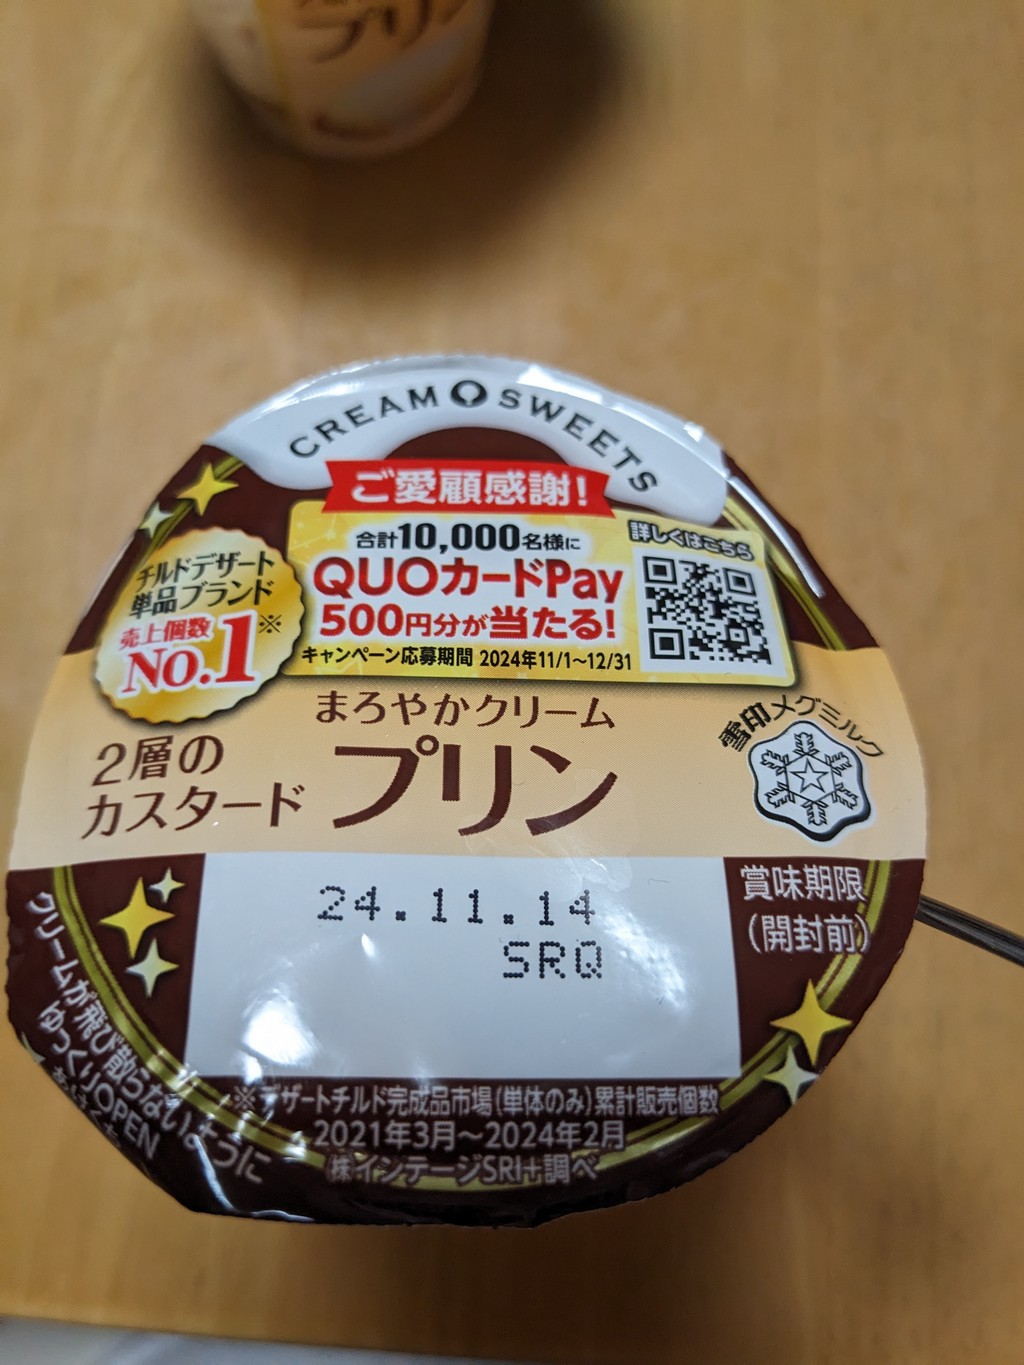 プリン
CREAM SWEETS
ご愛顧感謝!
合計10,000名様に
QUOカードPay
500円分が当たる!
キャンペーン応募期間 2024年11/1~12/31
詳しくはこちら
チルドデザート
単品ブランド
売上個数
No.1※
まろやかクリーム
2層の
カスタード
プリン
雪印メグミルク
24.11.14
SRQ
賞味期限
(開封前)
クリームが飛び散らないように
ゆっくりOPEN
※デザートチルド完成品市場(単体のみ)累計販売個数
2021年3月~2024年2月
㈱インテージSRI+調べ